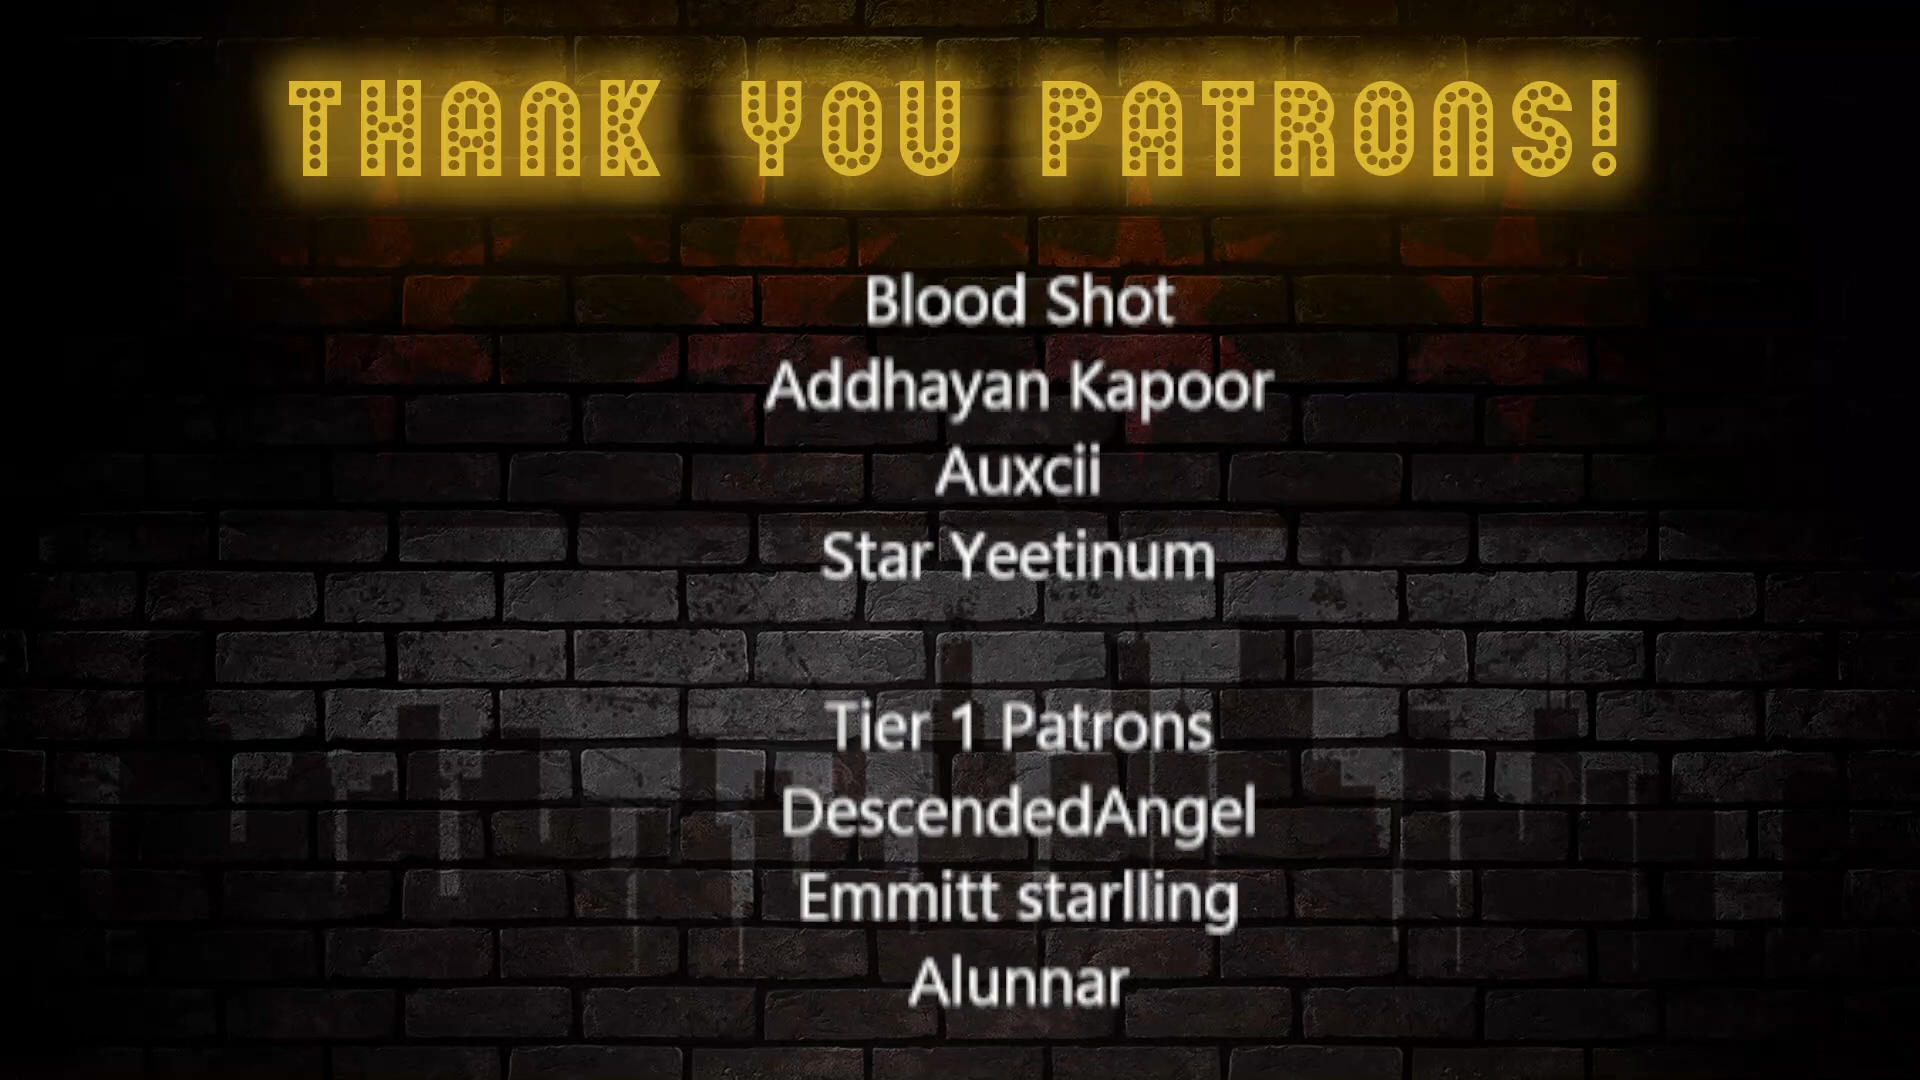 THANK YOU PATRONS!
Blood Shot
Addhayan Kapoor
Auxcii
Star Yeetinum
Tier 1 Patrons
DescendedAngel
Emmitt starlling
Alunnar